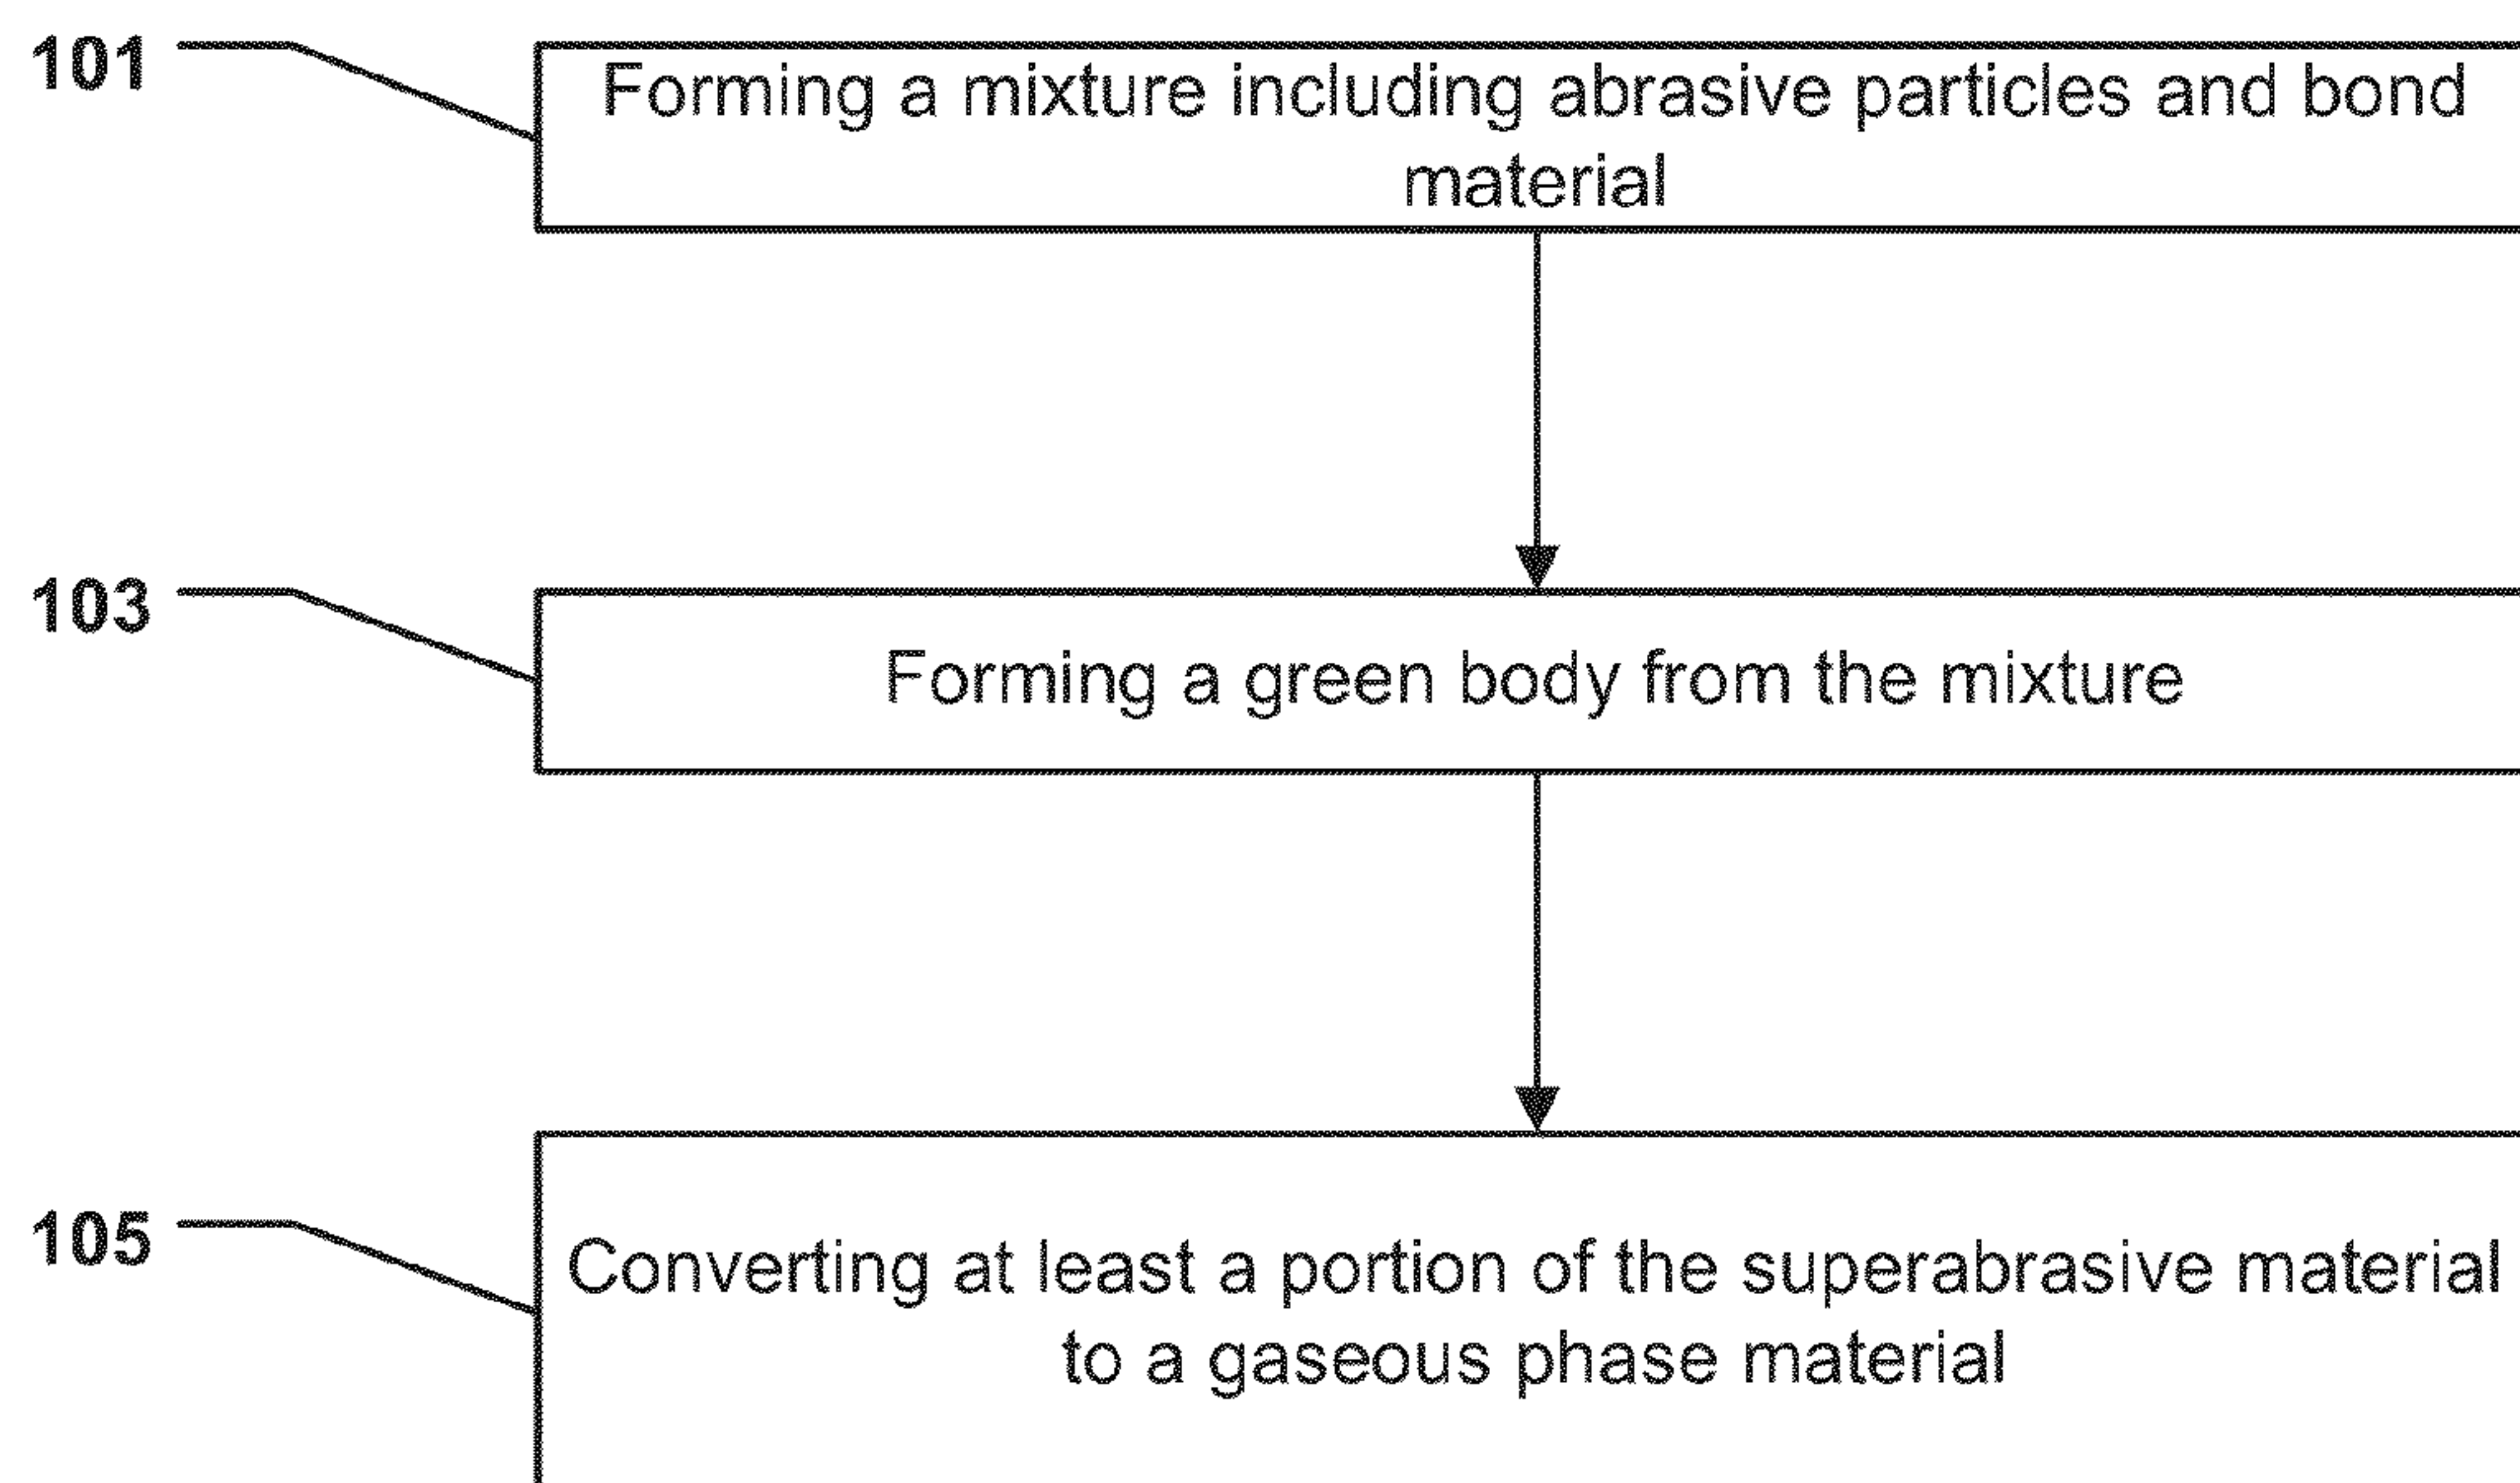 101
Forming a mixture including abrasive particles and bond
material
103
Forming a green body from the mixture
105
Converting at least a portion of the superabrasive material
to a gaseous phase material